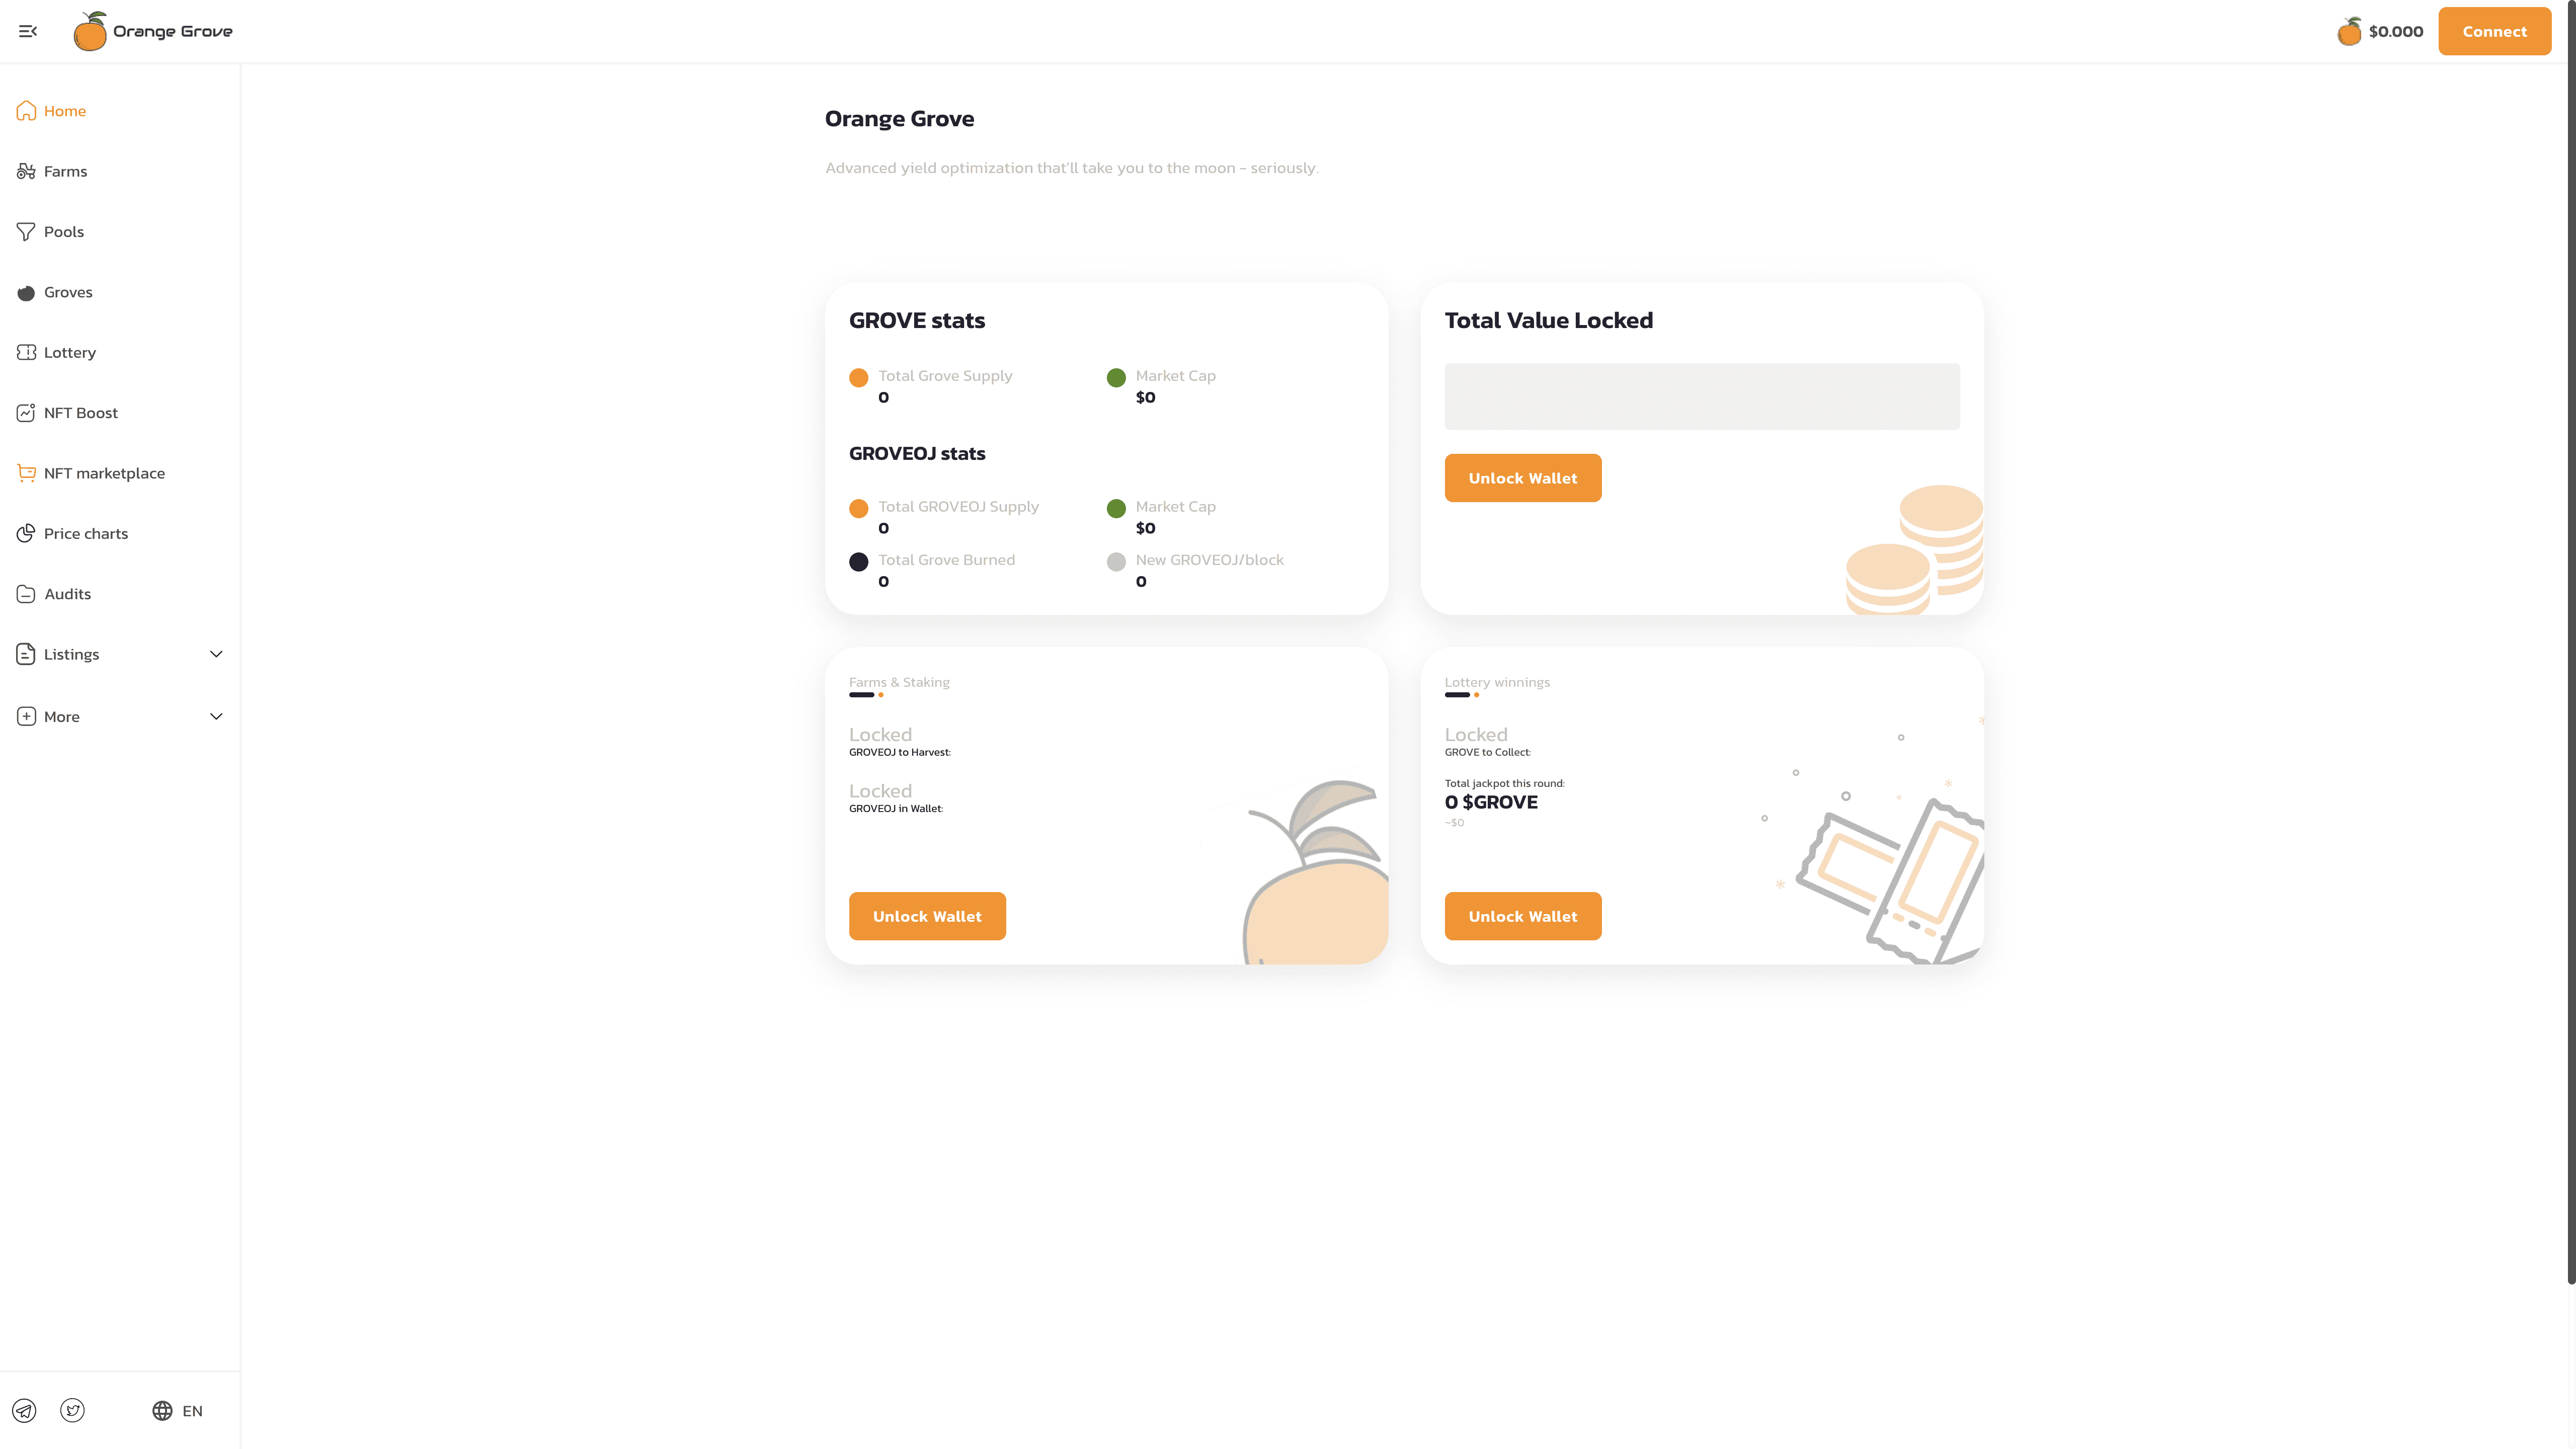 Orange Grove
$0.000
Connect
Home
Farms
Pools
Groves
Lottery
NFT Boost
NFT marketplace
Price charts
Audits
Listings
More
EN
Orange Grove
Advanced yield optimization that'll take you to the moon - seriously.
GROVE stats
Total Grove Supply
0
Market Cap
$0
GROVEOJ stats
Total GROVEOJ Supply
0
Market Cap
$0
Total Grove Burned
0
New GROVEOJ/block
0
Total Value Locked
Unlock Wallet
Farms & Staking
Locked
GROVEOJ to Harvest:
Locked
GROVEOJ in Wallet:
Unlock Wallet
Lottery winnings
Locked
GROVE to Collect:
Total jackpot this round:
0 $GROVE
~$0
Unlock Wallet